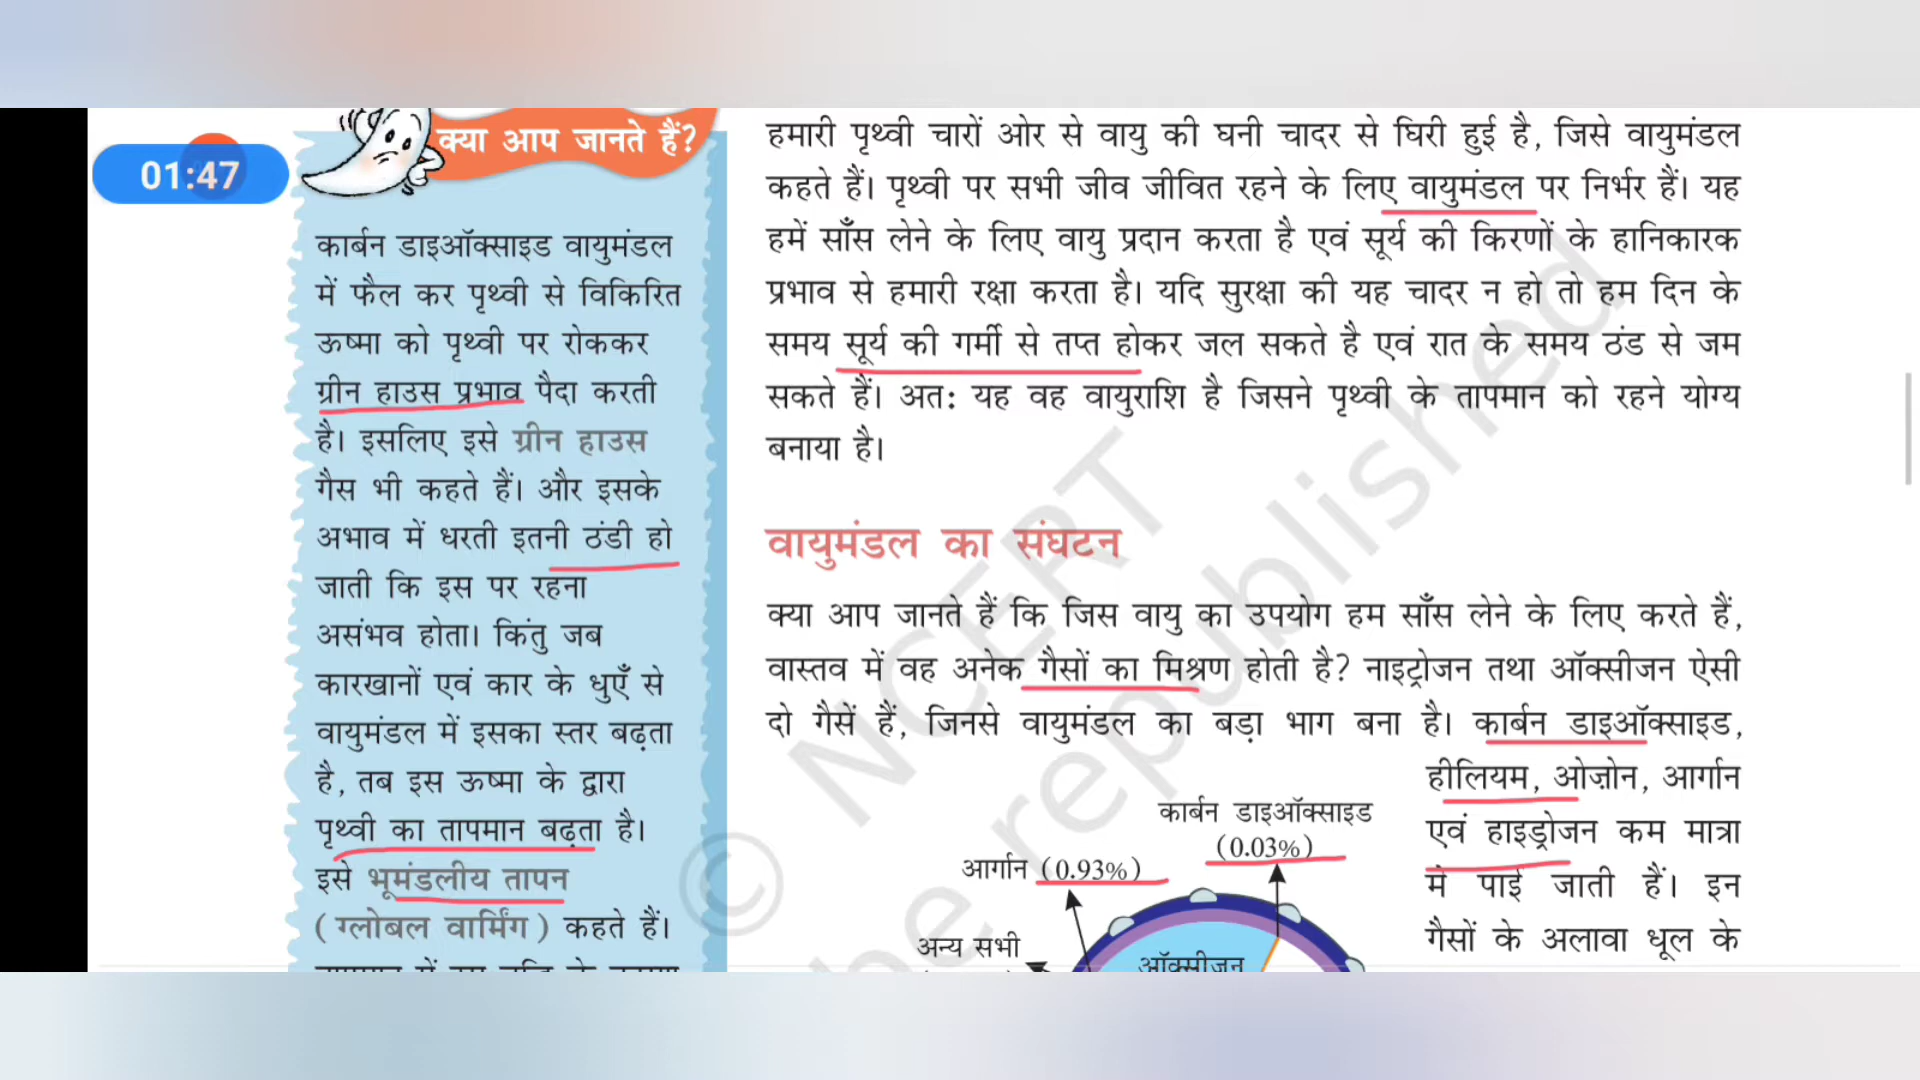 01:47
क्या आप जानते हैं?
कार्बन डाइऑक्साइड वायुमंडल
में फैल कर पृथ्वी से विकिरित
ऊष्मा को पृथ्वी पर रोककर
ग्रीन हाउस प्रभाव पैदा करती
है। इसलिए इसे ग्रीन हाउस
गैस भी कहते हैं। और इसके
अभाव में धरती इतनी ठंडी हो
जाती कि इस पर रहना
असंभव होता। किंतु जब
कारखानों एवं कार के धुएँ से
वायुमंडल में इसका स्तर बढ़ता
है, तब इस ऊष्मा के द्वारा
पृथ्वी का तापमान बढ़ता है।
इसे भूमंडलीय तापन
(ग्लोबल वार्मिंग) कहते हैं।
हमारी पृथ्वी चारों ओर से वायु की घनी चादर से घिरी हुई है, जिसे वायुमंडल
कहते हैं। पृथ्वी पर सभी जीव जीवित रहने के लिए वायुमंडल पर निर्भर हैं। यह
हमें साँस लेने के लिए वायु प्रदान करता है एवं सूर्य की किरणों के हानिकारक
प्रभाव से हमारी रक्षा करता है। यदि सुरक्षा की यह चादर न हो तो हम दिन के
समय सूर्य की गर्मी से तप्त होकर जल सकते है एवं रात के समय ठंड से जम
सकते हैं। अतः यह वह वायुराशि है जिसने पृथ्वी के तापमान को रहने योग्य
बनाया है।
वायुमंडल का संघटन
क्या आप जानते हैं कि जिस वायु का उपयोग हम साँस लेने के लिए करते हैं,
वास्तव में वह अनेक गैसों का मिश्रण होती है? नाइट्रोजन तथा ऑक्सीजन ऐसी
दो गैसें हैं, जिनसे वायुमंडल का बड़ा भाग बना है। कार्बन डाइऑक्साइड,
हीलियम, ओज़ोन, आर्गान
एवं हाइड्रोजन कम मात्रा
में पाई जाती हैं। इन
गैसों के अलावा धूल के
कार्बन डाइऑक्साइड
(0.03%)
आर्गान (0.93%)
अन्य सभी
ऑक्सीजन
© NCERT
be republished